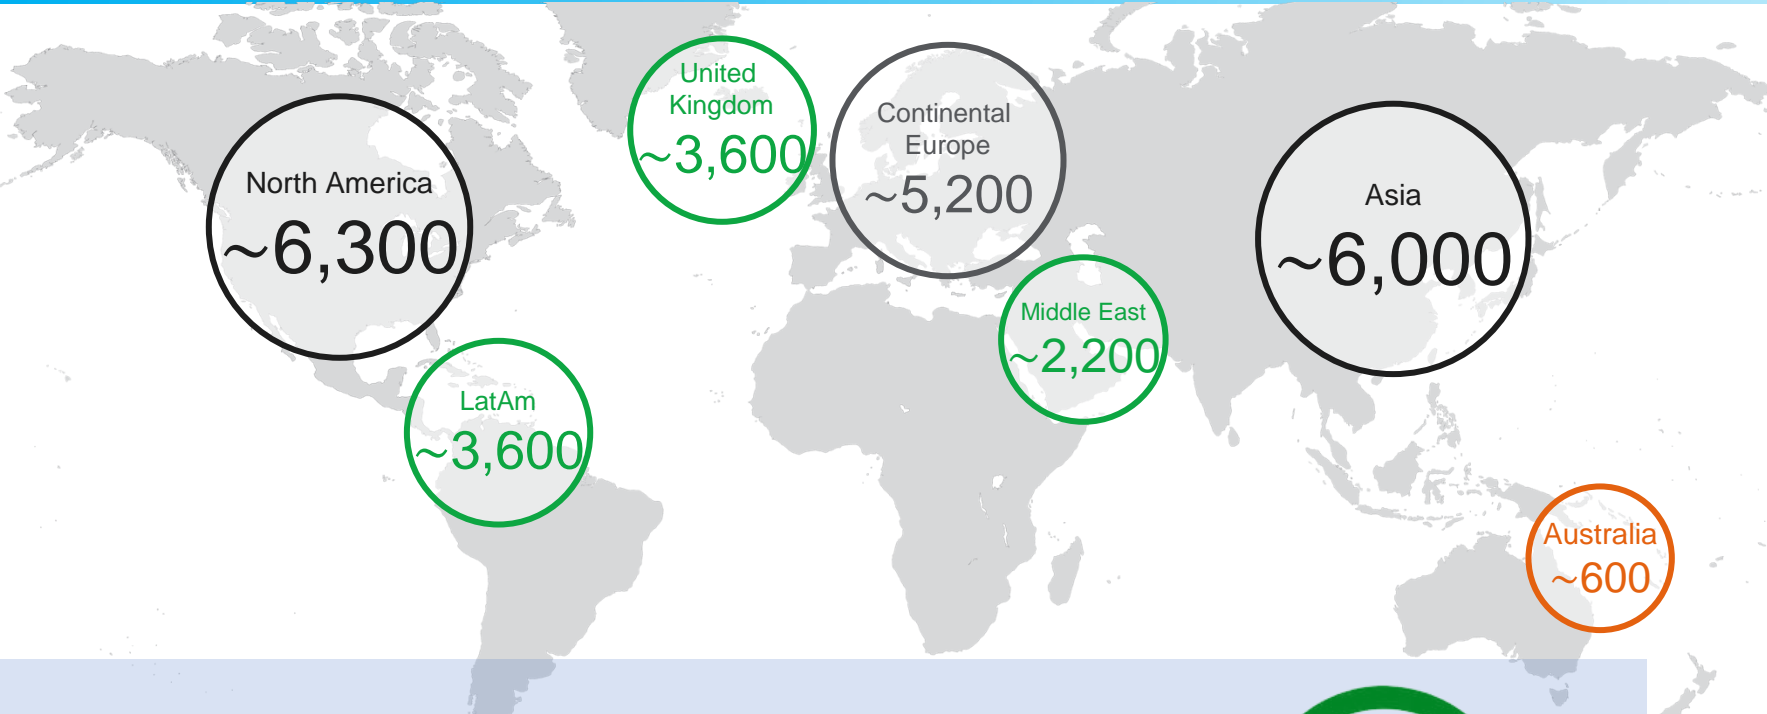 United
Kingdom
~3,600
Continental
Europe
~5,200
North America
~6,300
Asia
~6,000
Middle East
~2,200
LatAm
~3,600
Australia
~600